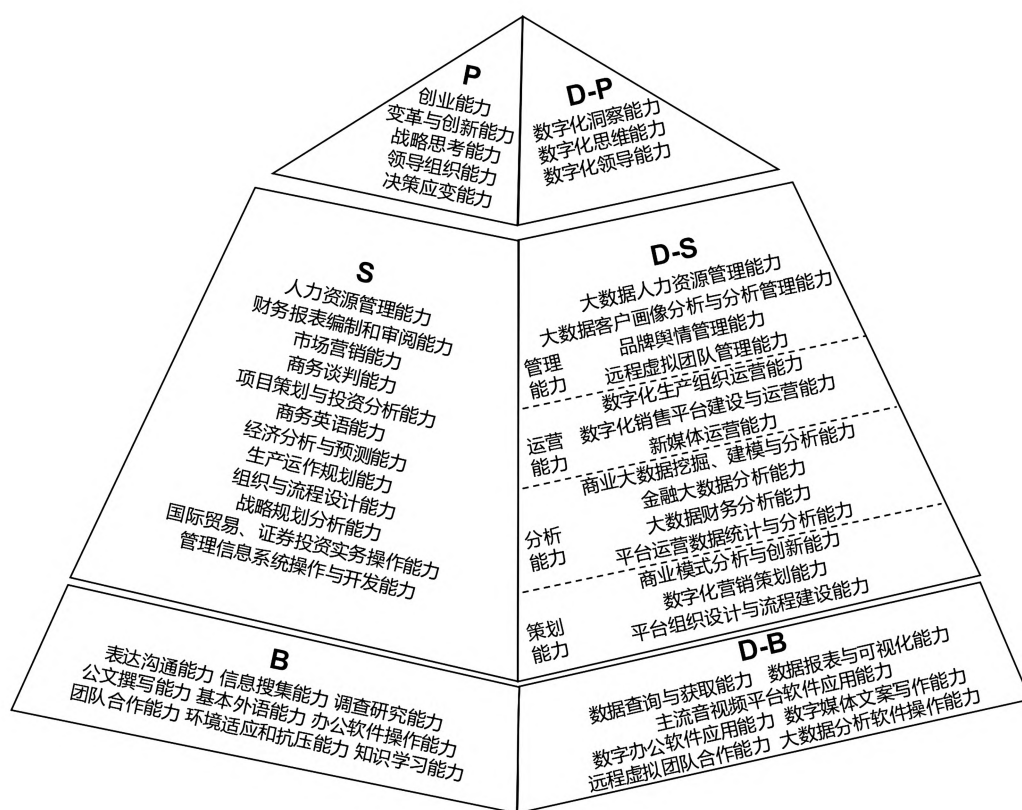 P
创业能力
变革与创新能力
战略思考能力
领导组织能力
决策应变能力
D-P
数字化洞察能力
数字化思维能力
数字化领导能力
S
人力资源管理能力
财务报表编制和审阅能力
市场营销能力
商务谈判能力
项目策划与投资分析能力
商务英语能力
经济分析与预测能力
生产运作规划能力
组织与流程设计能力
战略规划分析能力
国际贸易、证券投资实务操作能力
管理信息系统操作与开发能力
D-S
管理
能力
大数据人力资源管理能力
大数据客户画像分析与分析管理能力
品牌舆情管理能力
远程虚拟团队管理能力
运营
能力
数字化生产组织运营能力
数字化销售平台建设与运营能力
新媒体运营能力
分析
能力
商业大数据挖掘、建模与分析能力
金融大数据分析能力
大数据财务分析能力
平台运营数据统计与分析能力
策划
能力
商业模式分析与创新能力
数字化营销策划能力
平台组织设计与流程建设能力
B
表达沟通能力 信息搜集能力 调查研究能力
公文撰写能力 基本外语能力 办公软件操作能力
团队合作能力 环境适应和抗压能力 知识学习能力
D-B
数据查询与获取能力 数据报表与可视化能力
主流音视频平台软件应用能力
数字办公软件应用能力 数字媒体文案写作能力
远程虚拟团队合作能力 大数据分析软件操作能力